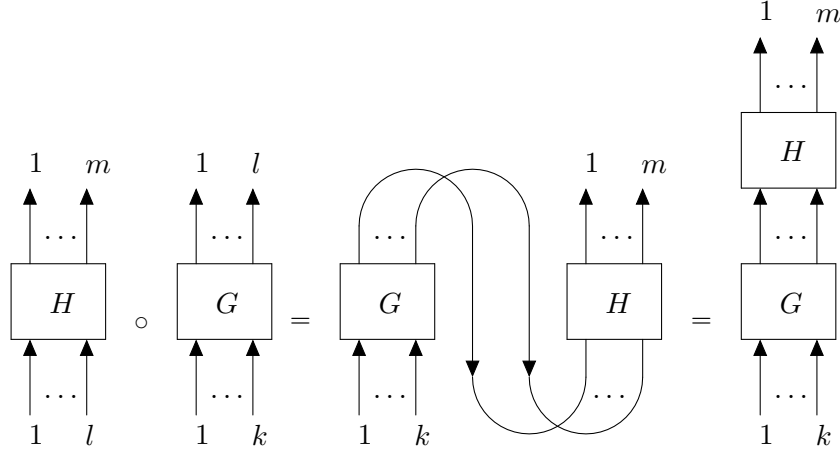 1 m
… H
1 m 1 l 1 m
… … … … …
H ∘ G = G H = G
… … … … …
1 l 1 k 1 k 1 k